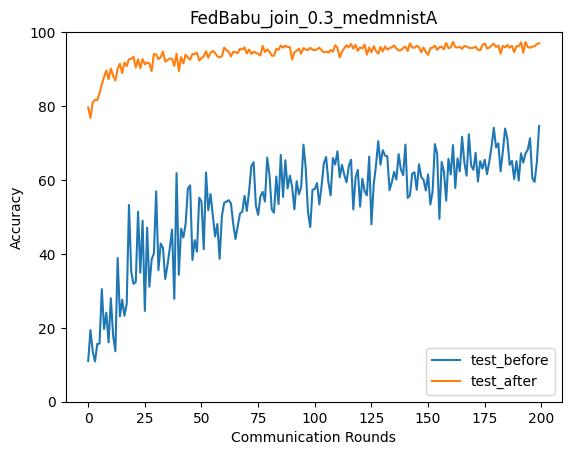 FedBabu_join_0.3_medmnistA
100
80
60
40
20
0
Accuracy
0 25 50 75 100 125 150 175 200
Communication Rounds
test_before
test_after